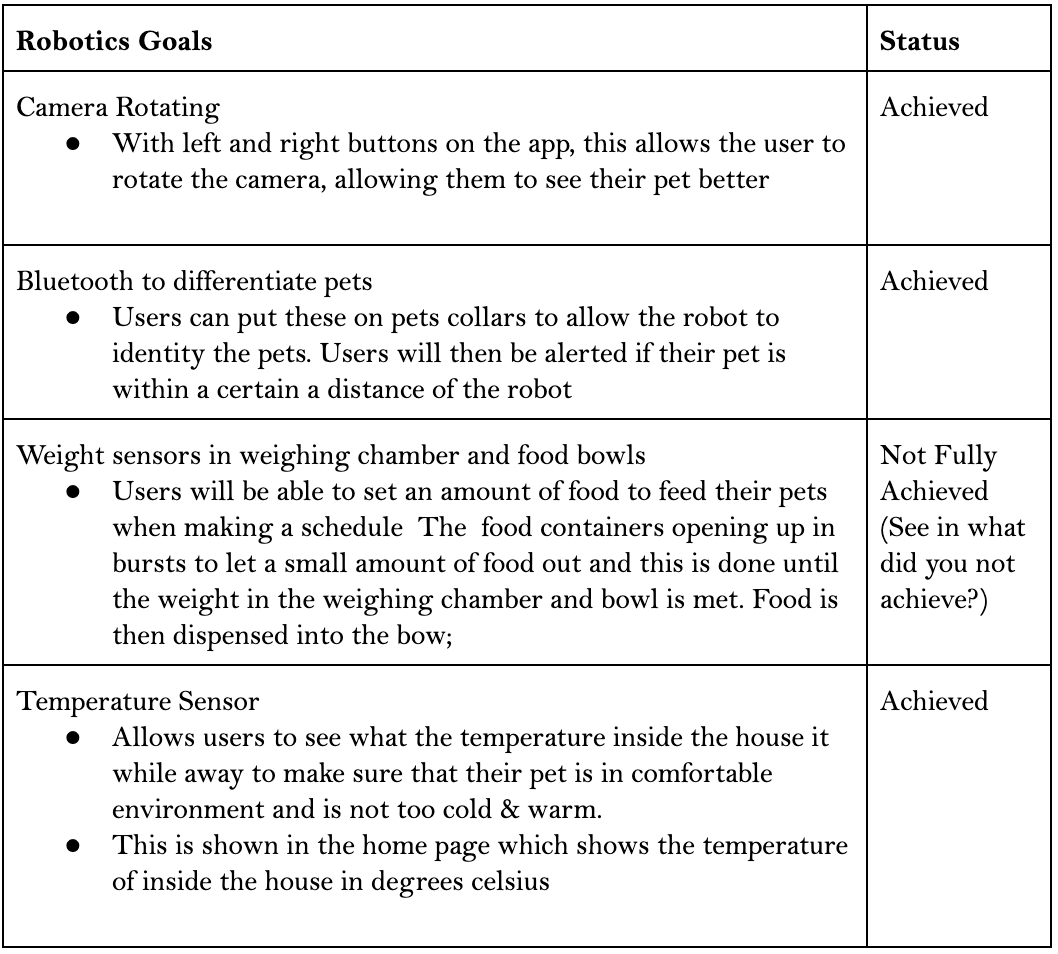 Robotics Goals
Status
Camera Rotating
Achieved
● With left and right buttons on the app, this allows the user to
rotate the camera, allowing them to see their pet better
Bluetooth to differentiate pets
Achieved
● Users can put these on pets collars to allow the robot to
identity the pets. Users will then be alerted if their pet is
within a certain a distance of the robot
Weight sensors in weighing chamber and food bowls
● Users will be able to set an amount of food to feed their pets
when making a schedule  The  food containers opening up in
bursts to let a small amount of food out and this is done until
the weight in the weighing chamber and bowl is met. Food is
then dispensed into the bow;
Not Fully
Achieved
(See in what
did you not
achieve?)
Temperature Sensor
Achieved
● Allows users to see what the temperature inside the house it
while away to make sure that their pet is in comfortable
environment and is not too cold & warm.
● This is shown in the home page which shows the temperature
of inside the house in degrees celsius